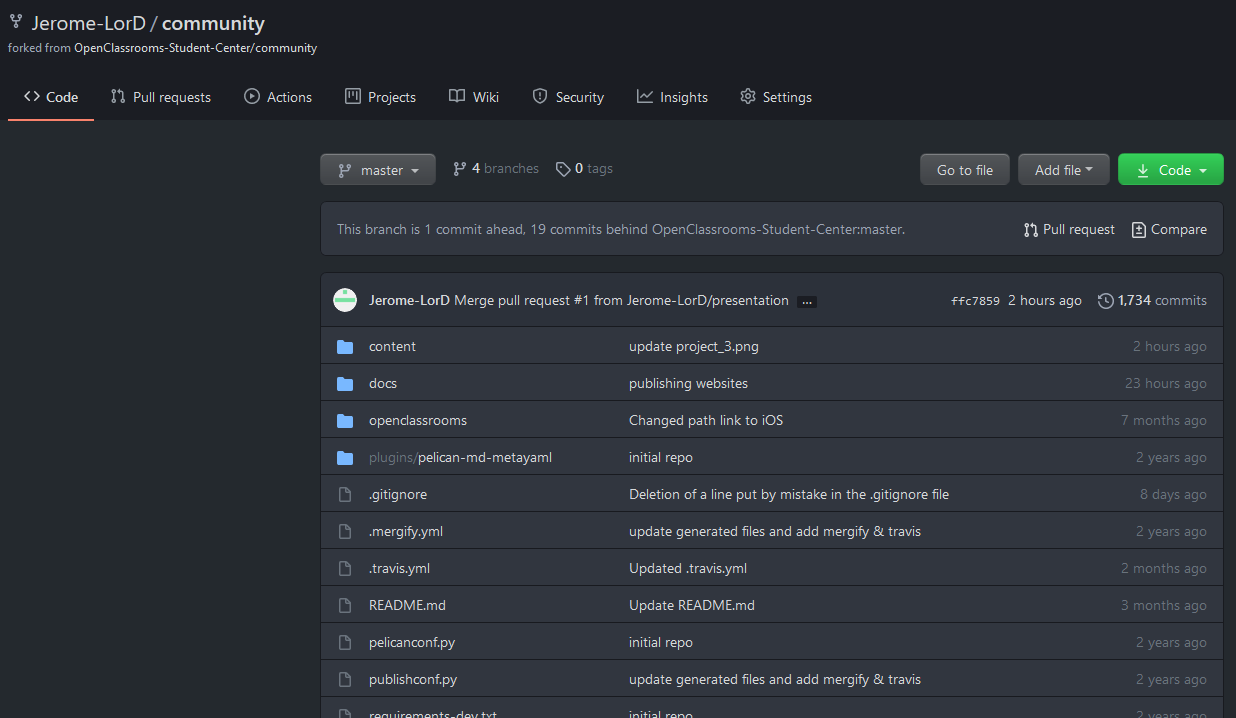 Jerome-LorD / community
forked from OpenClassrooms-Student-Center/community
Code Pull requests Actions Projects Wiki Security Insights Settings
master 4 branches 0 tags Go to file Add file Code
This branch is 1 commit ahead, 19 commits behind OpenClassrooms-Student-Center:master. Pull request Compare
Jerome-LorD Merge pull request #1 from Jerome-LorD/presentation ... ffc7859 2 hours ago 1,734 commits
content update project_3.png 2 hours ago
docs publishing websites 23 hours ago
openclassrooms Changed path link to iOS 7 months ago
plugins/pelican-md-metayaml initial repo 2 years ago
.gitignore Deletion of a line put by mistake in the .gitignore file 8 days ago
.mergify.yml update generated files and add mergify & travis 2 years ago
.travis.yml Updated .travis.yml 2 months ago
README.md Update README.md 3 months ago
pelicanconf.py initial repo 2 years ago
publishconf.py update generated files and add mergify & travis 2 years ago
requirements-dev.txt initial repo 2 years ago